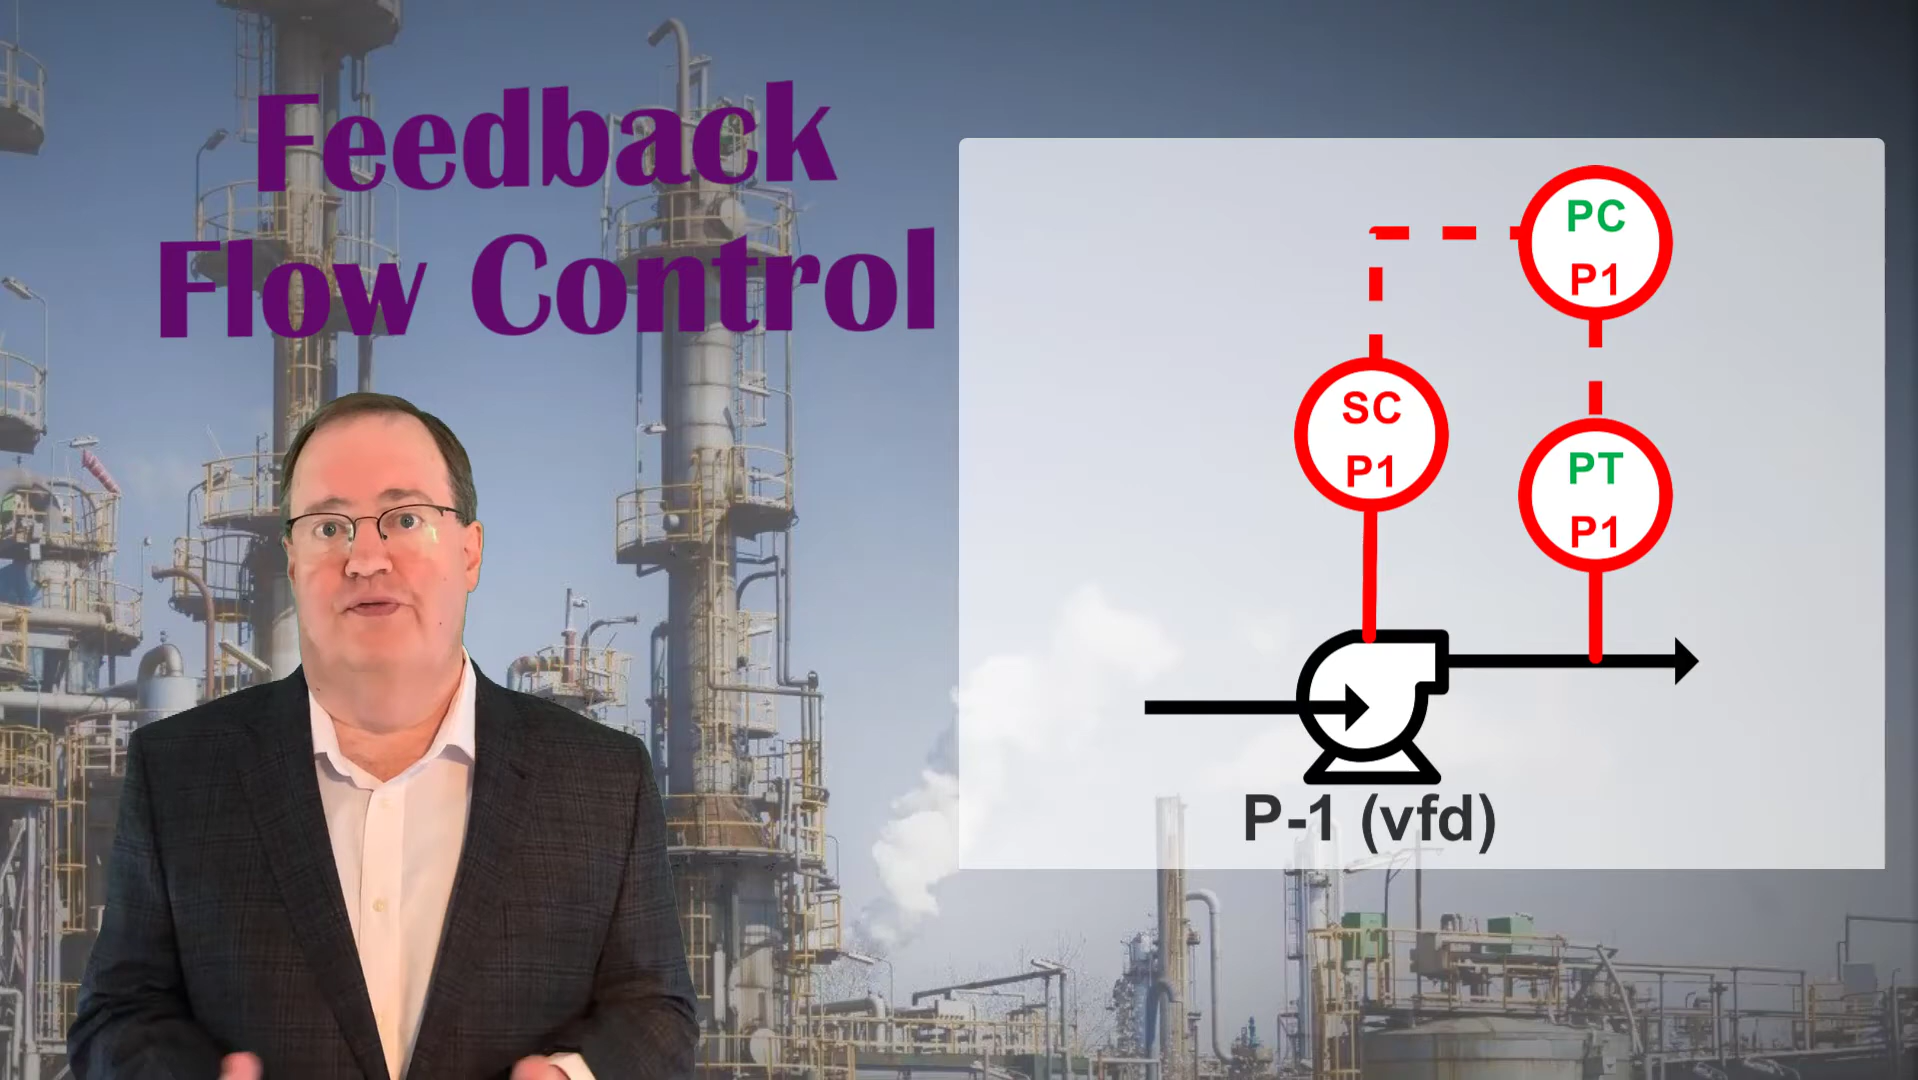 Feedback
Flow Control
PC
P1
SC
P1
PT
P1
P-1 (vfd)